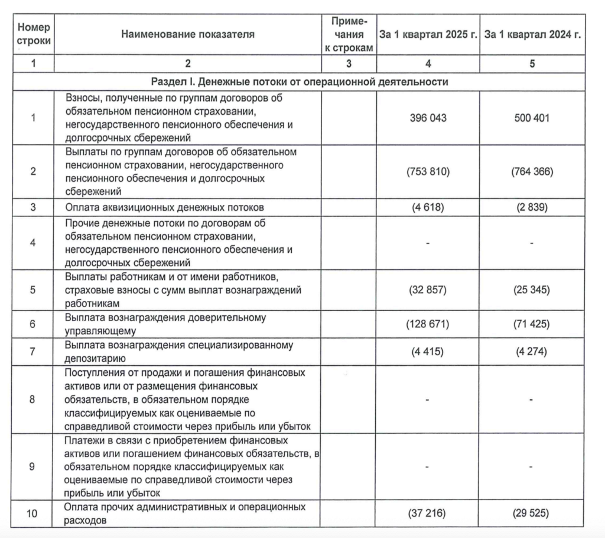 Номер строки
Наименование показателя
Приме-
чания
к строкам
За 1 квартал 2025 г.
За 1 квартал 2024 г.
1 2 3 4 5
Раздел I. Денежные потоки от операционной деятельности
1
Взносы, полученные по группам договоров об
обязательном пенсионном страховании,
негосударственного пенсионного обеспечения и
долгосрочных сбережений
396 043 500 401
2
Выплаты по группам договоров об обязательном
пенсионном страховании, негосударственного
пенсионного обеспечения и долгосрочных
сбережений
(753 810) (764 366)
3 Оплата аквизиционных денежных потоков (4 618) (2 839)
4
Прочие денежные потоки по договорам об
обязательном пенсионном страховании,
негосударственного пенсионного обеспечения и
долгосрочных сбережений
- -
5
Выплаты работникам и от имени работников,
страховые взносы с сумм выплат вознаграждений
работникам
(32 857) (25 345)
6
Выплата вознаграждения доверительному
управляющему
(128 671) (71 425)
7
Выплата вознаграждения специализированному
депозитарию
(4 415) (4 274)
8
Поступления от продажи и погашения финансовых
активов или от размещения финансовых
обязательств, в обязательном порядке
классифицируемых как оцениваемые по
справедливой стоимости через прибыль или убыток
- -
9
Платежи в связи с приобретением финансовых
активов или погашением финансовых обязательств, в
обязательном порядке классифицируемых как
оцениваемые по справедливой стоимости через
прибыль или убыток
- -
10
Оплата прочих административных и операционных
расходов
(37 216) (29 525)